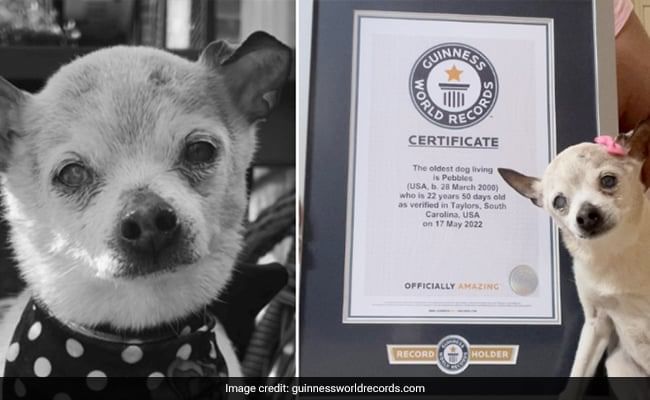 GUINNESS
WORLD RECORDS
CERTIFICATE
The oldest dog living
is Pebbles
(USA, b. 28 March 2000)
who is 22 years 50 days old
as verified in Taylors, South
Carolina, USA
on 17 May 2022
OFFICIALLY AMAZING
RECORD HOLDER
Image credit: guinnessworldrecords.com